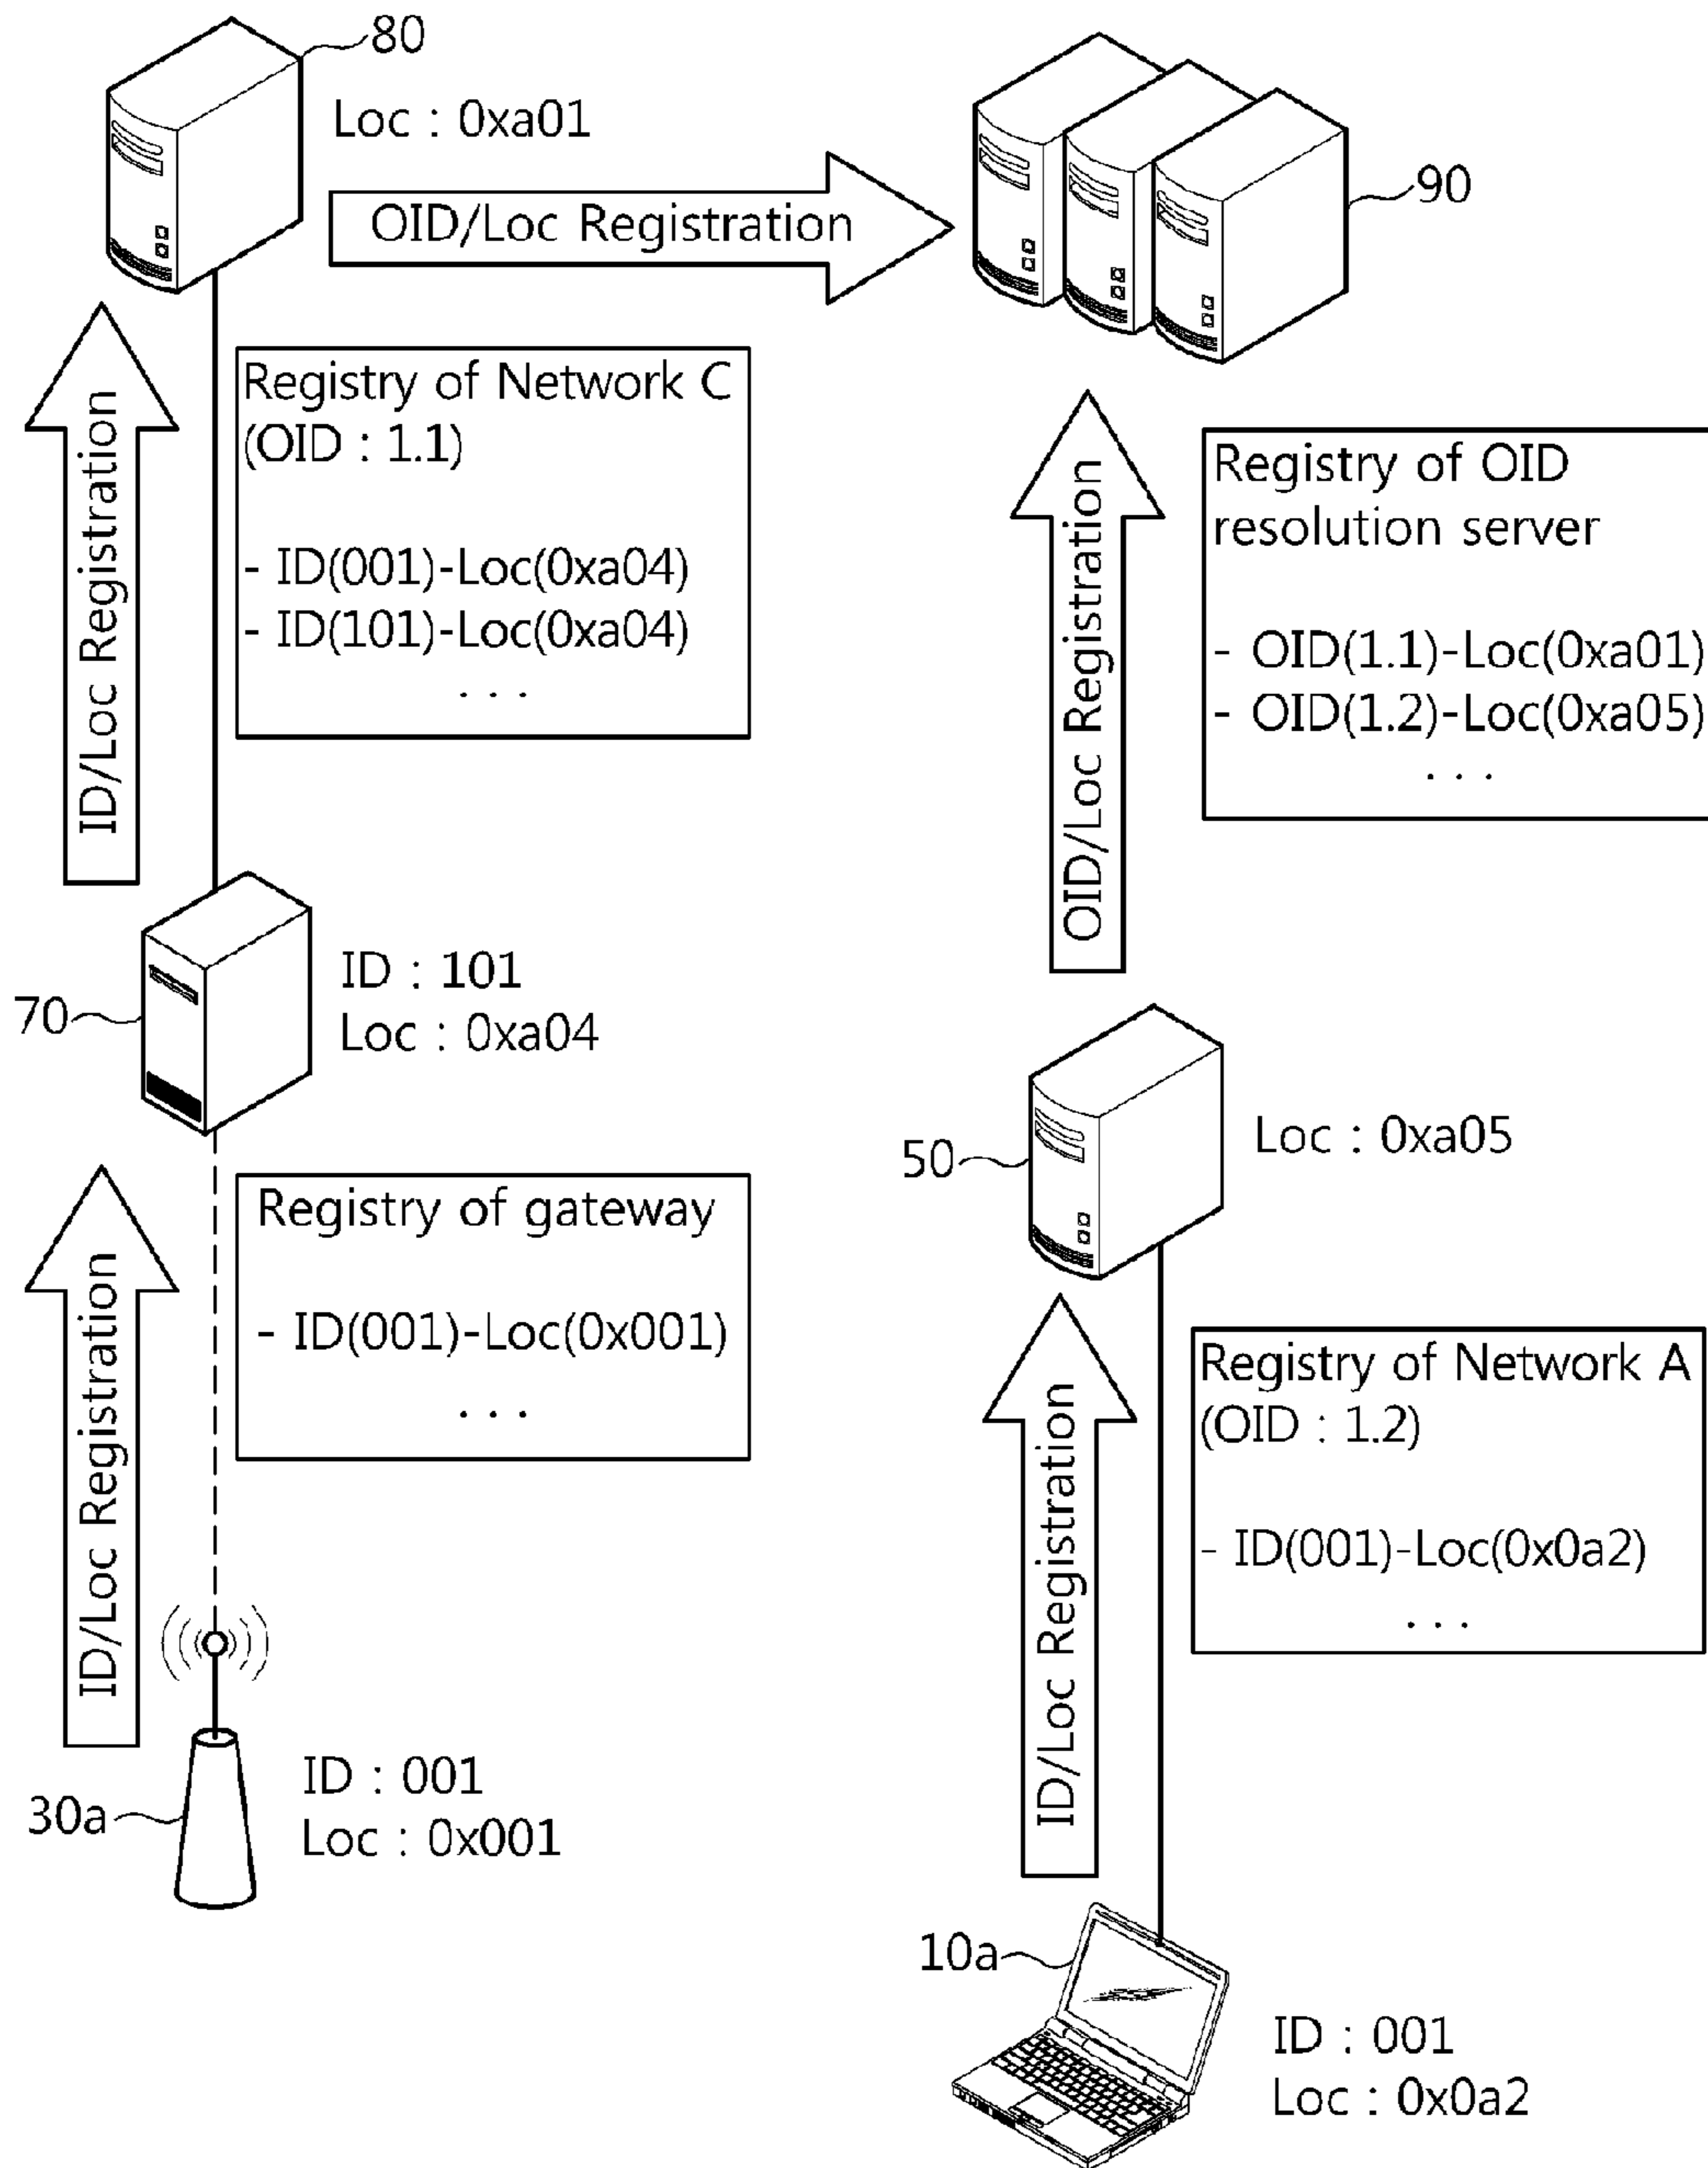 80
Loc : 0xa01
OID/Loc Registration
90
ID/Loc Registration
Registry of Network C
(OID : 1.1)
- ID(001)-Loc(0xa04)
- ID(101)-Loc(0xa04)
. . .
OID/Loc Registration
Registry of OID
resolution server
- OID(1.1)-Loc(0xa01)
- OID(1.2)-Loc(0xa05)
. . .
70
ID : 101
Loc : 0xa04
50
Loc : 0xa05
ID/Loc Registration
Registry of gateway
- ID(001)-Loc(0x001)
. . .
ID/Loc Registration
Registry of Network A
(OID : 1.2)
- ID(001)-Loc(0x0a2)
. . .
30a
ID : 001
Loc : 0x001
10a
ID : 001
Loc : 0x0a2